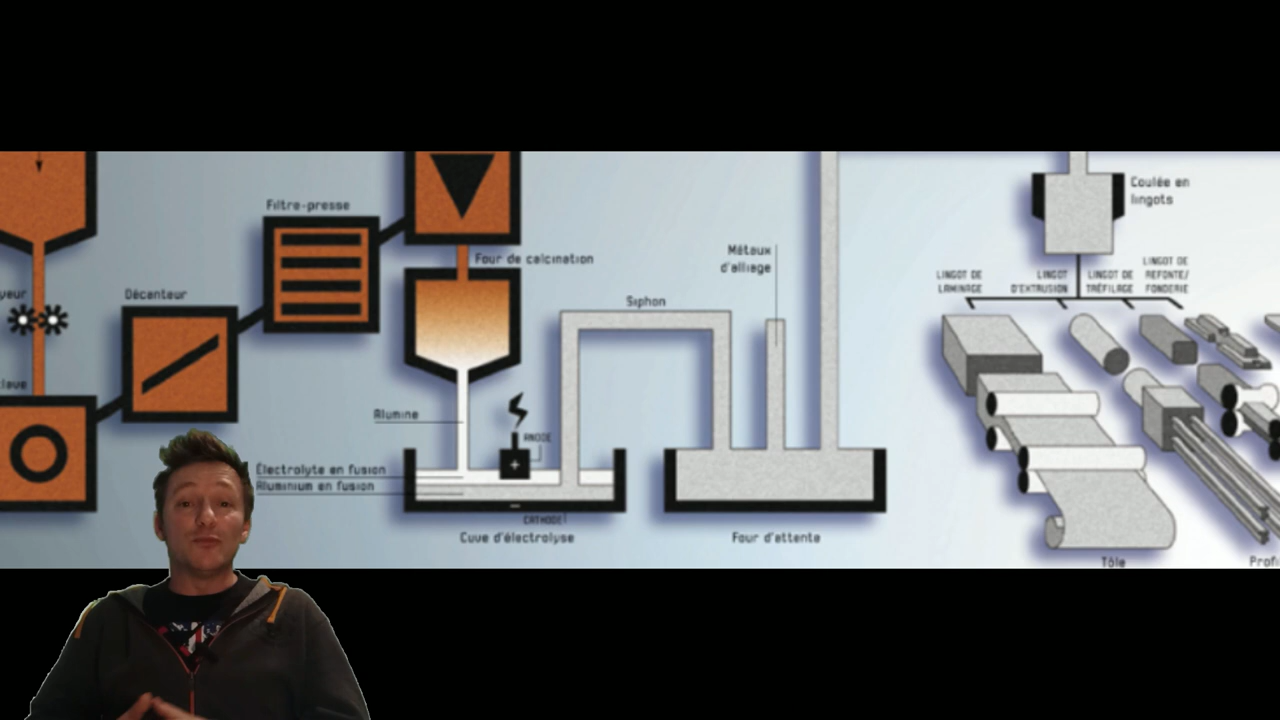 Filtre-presse
Four de calcination
Décanteur
Siphon
Métaux
d'alliage
Coulée en
lingots
LINGOT DE
LAMINAGE
LINGOT
D'EXTRUSION
LINGOT DE
TRÉFILAGE
LINGOT DE
REFONTE/
FONDERIE
Alumine
ANODE
+
Électrolyte en fusion
Aluminium en fusion
-
CATHODE
Cuve d'électrolyse
Four d'attente
Tôle